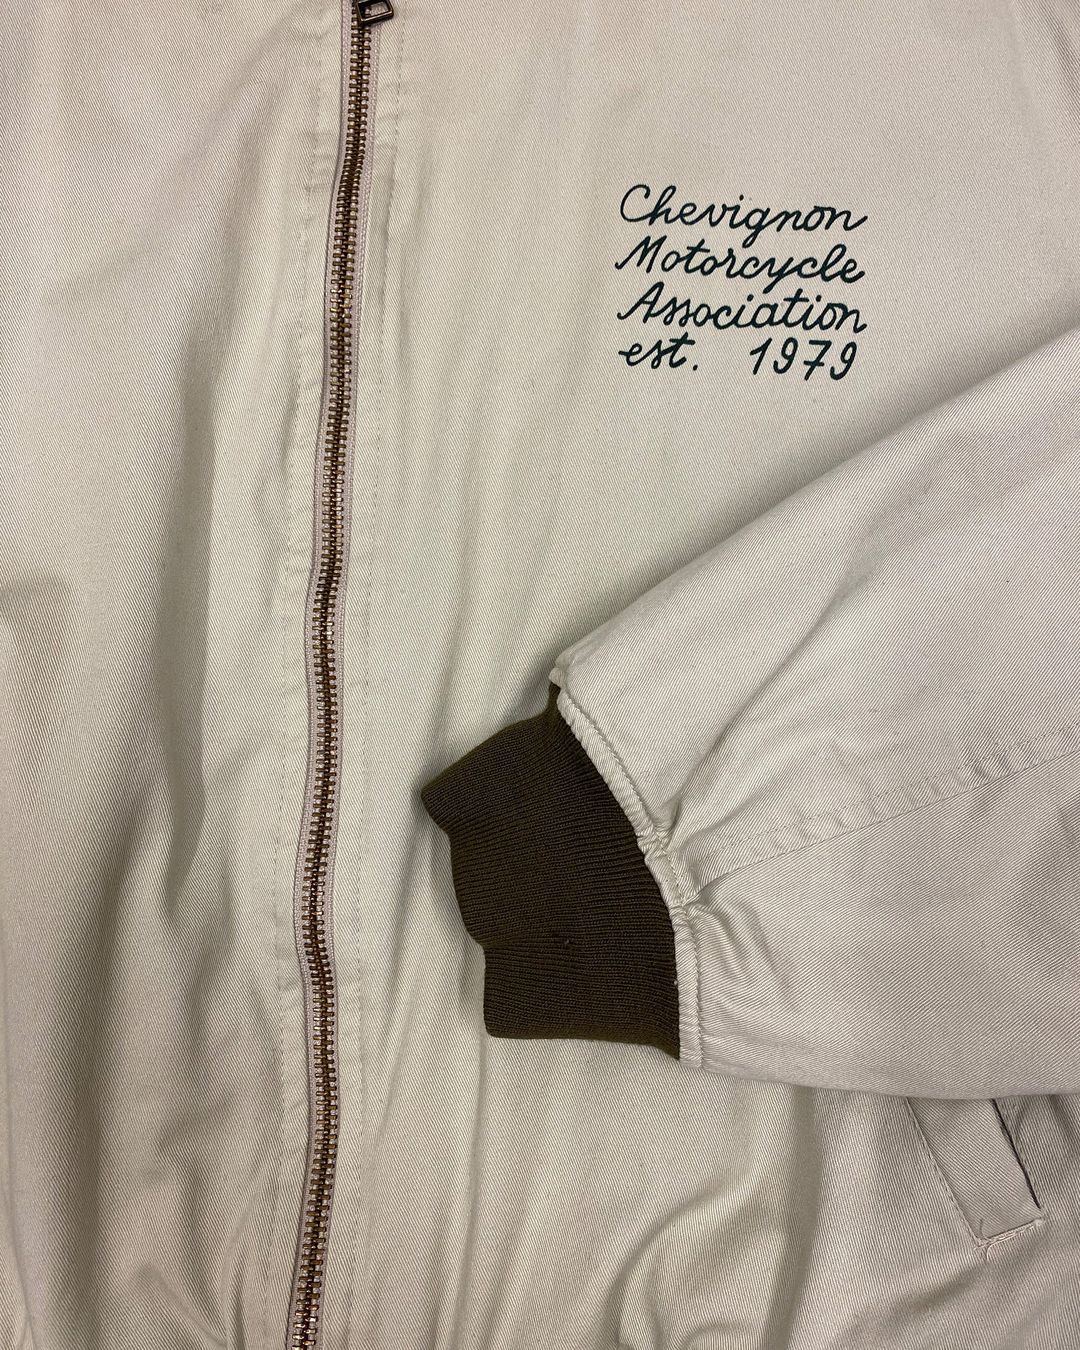 Chevignon
Motorcycle
Association
est. 1979